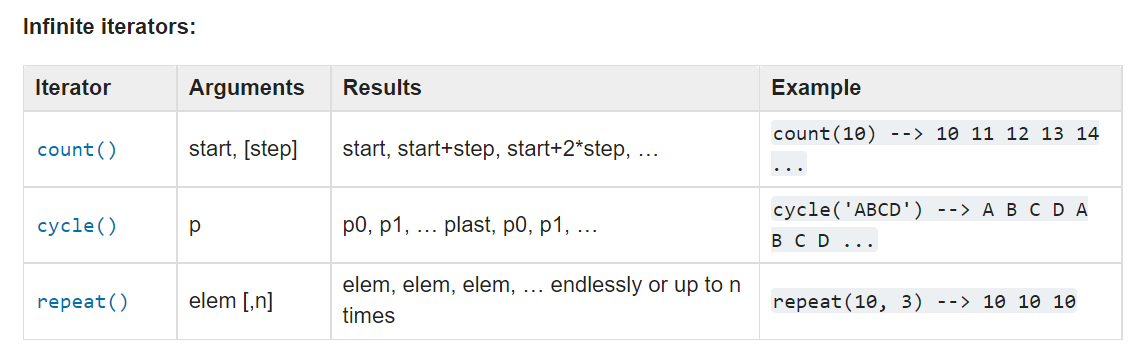 Infinite iterators:
Iterator Arguments Results Example
count() start, [step] start, start+step, start+2*step, … count(10) --> 10 11 12 13 14
...
cycle() p p0, p1, … plast, p0, p1, … cycle('ABCD') --> A B C D A
B C D ...
repeat() elem [,n] elem, elem, elem, … endlessly or up to n
times repeat(10, 3) --> 10 10 10